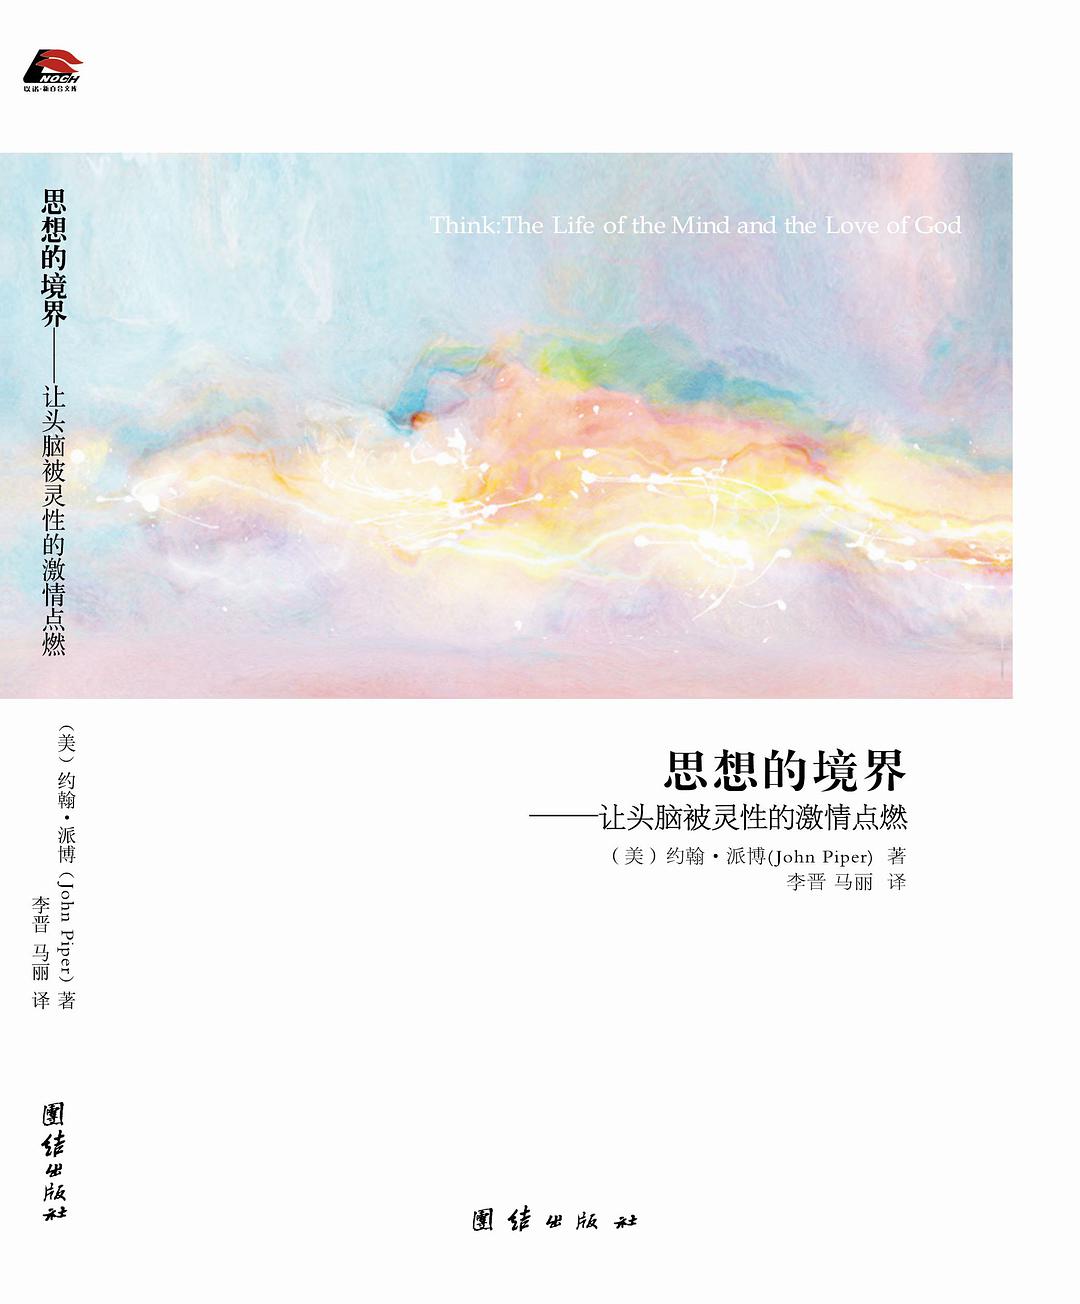 ENOCH
以诺·新百合文库
思想的境界——让头脑被灵性的激情点燃
（美）约翰·派博（John Piper）著
李晋 马丽 译
團结出版社
Think:The Life of the Mind and the Love of God
思想的境界
——让头脑被灵性的激情点燃
（美）约翰·派博(John Piper) 著
李晋 马丽 译
團结出版社